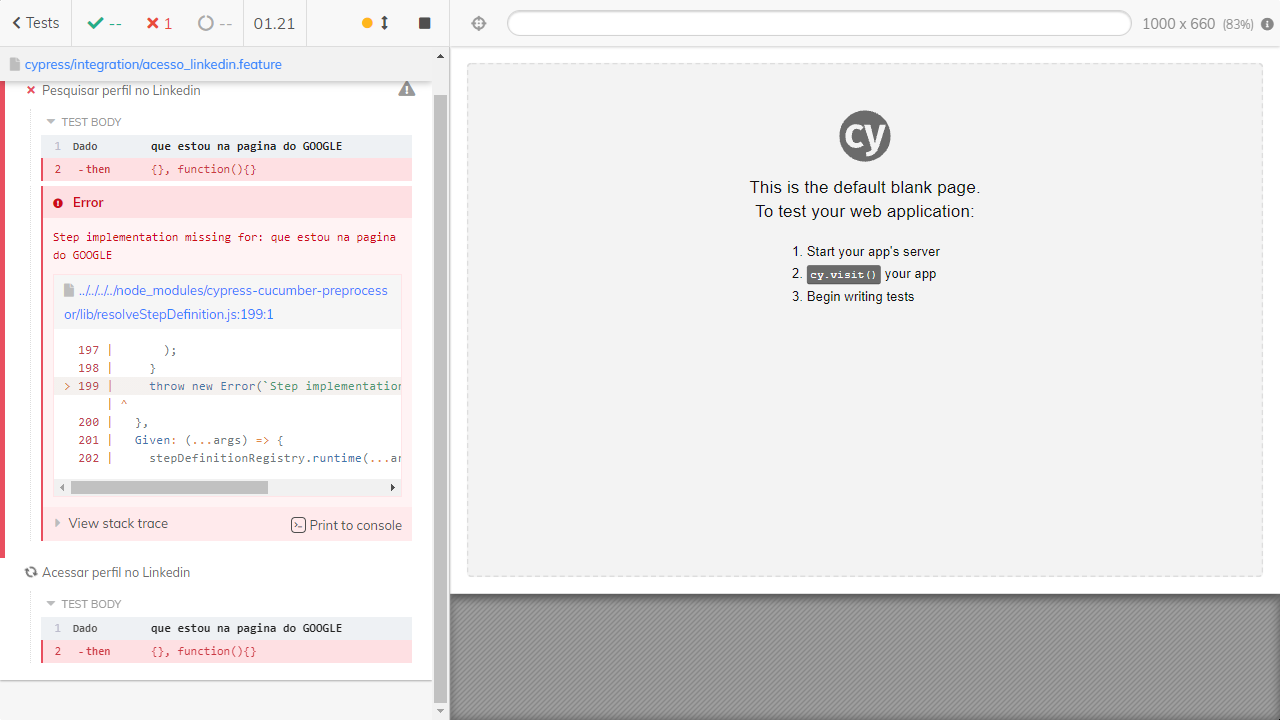 Tests
--
1
--
01.21
1000 x 660 (83%)
cypress/integration/acesso_linkedin.feature
Pesquisar perfil no Linkedin
TEST BODY
1 Dado que estou na pagina do GOOGLE
2 -then {}, function(){}
Error
Step implementation missing for: que estou na pagina
do GOOGLE
../../../../node_modules/cypress-cucumber-preprocess
or/lib/resolveStepDefinition.js:199:1
197 | );
198 | }
> 199 | throw new Error(`Step implementation
| ^
200 | },
201 | Given: (...args) => {
202 | stepDefinitionRegistry.runtime(...ar
View stack trace
Print to console
Acessar perfil no Linkedin
TEST BODY
1 Dado que estou na pagina do GOOGLE
2 -then {}, function(){}
cy
This is the default blank page.
To test your web application:
1. Start your app's server
2. cy.visit() your app
3. Begin writing tests